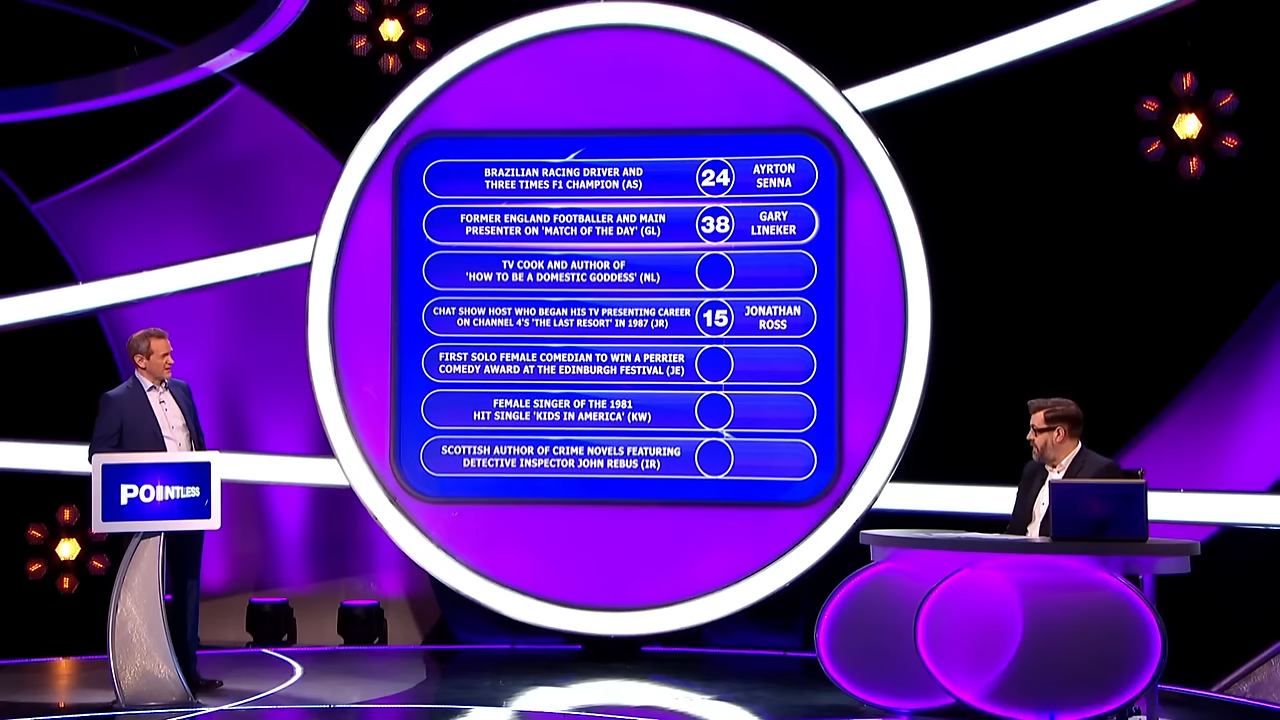 BRAZILIAN RACING DRIVER AND
THREE TIMES F1 CHAMPION (AS)
24
AYRTON
SENNA
FORMER ENGLAND FOOTBALLER AND MAIN
PRESENTER ON 'MATCH OF THE DAY' (GL)
38
GARY
LINEKER
TV COOK AND AUTHOR OF
'HOW TO BE A DOMESTIC GODDESS' (NL)
CHAT SHOW HOST WHO BEGAN HIS TV PRESENTING CAREER
ON CHANNEL 4'S 'THE LAST RESORT' IN 1987 (JR)
15
JONATHAN
ROSS
FIRST SOLO FEMALE COMEDIAN TO WIN A PERRIER
COMEDY AWARD AT THE EDINBURGH FESTIVAL (JE)
FEMALE SINGER OF THE 1981
HIT SINGLE 'KIDS IN AMERICA' (KW)
SCOTTISH AUTHOR OF CRIME NOVELS FEATURING
DETECTIVE INSPECTOR JOHN REBUS (IR)
POINTLESS